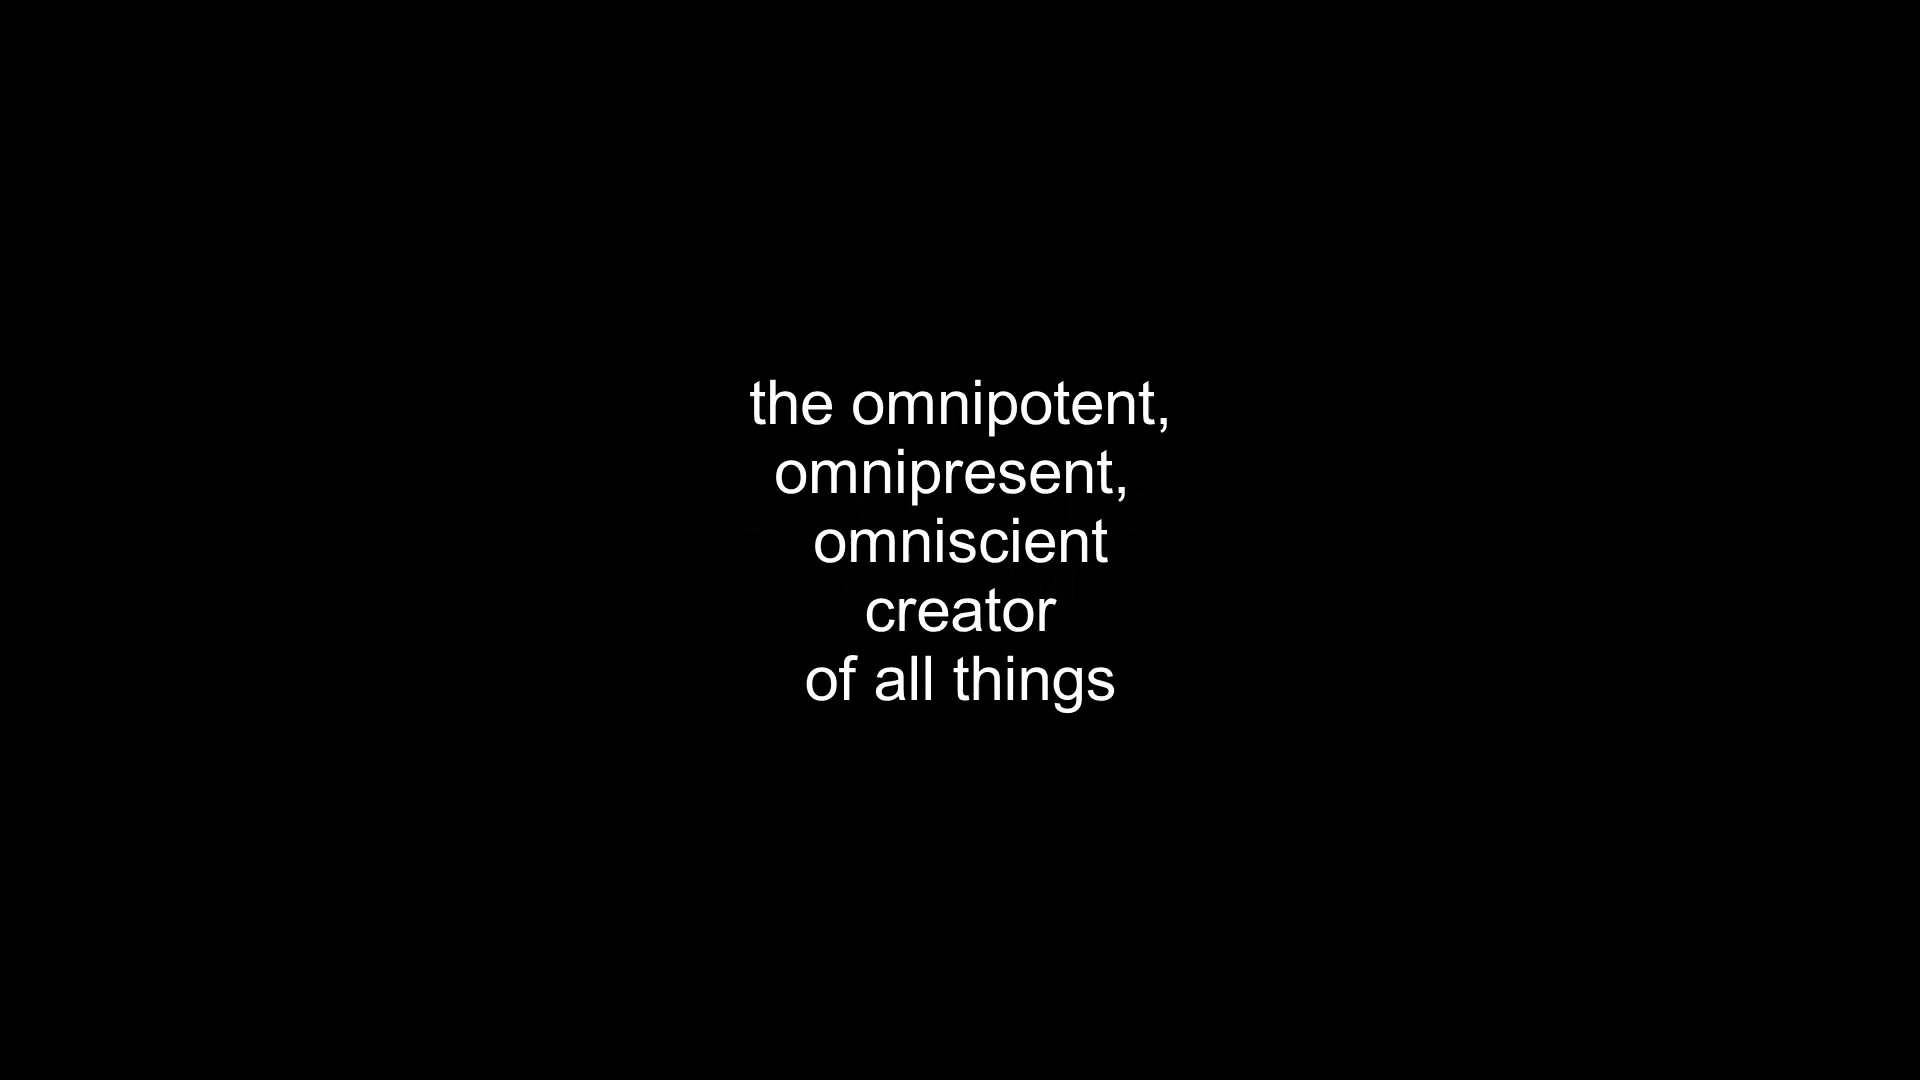 the omnipotent,
omnipresent,
omniscient
creator
of all things